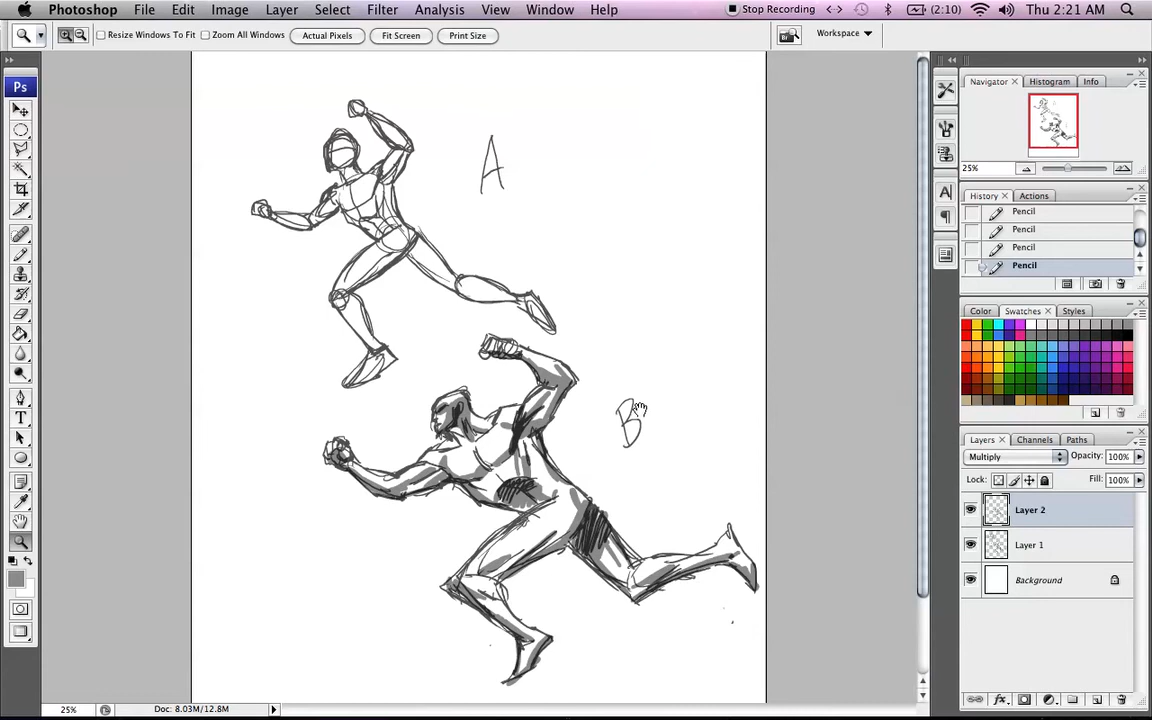 Photoshop File Edit Image Layer Select Filter Analysis View Window Help Stop Recording (2:10) Thu 2:21 AM
Resize Windows To Fit Zoom All Windows Actual Pixels Fit Screen Print Size Workspace
Ps
Navigator Histogram Info
25%
History Actions
Pencil
Pencil
Pencil
Pencil
Color Swatches Styles
Layers Channels Paths
Multiply Opacity: 100%
Lock: Fill: 100%
Layer 2
Layer 1
Background
A
B
25% Doc: 8.03M/12.8M